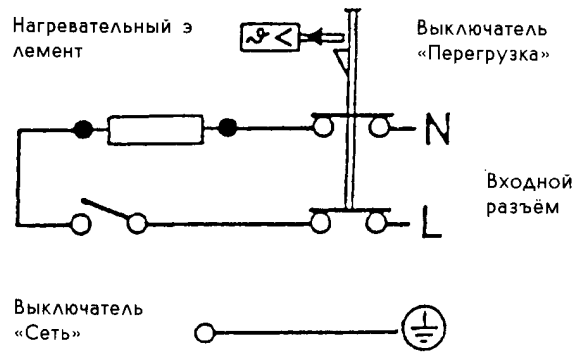 Нагревательный э
лемент
Выключатель
«Перегрузка»
ϑ <
N
Входной
разъём
L
Выключатель
«Сеть»